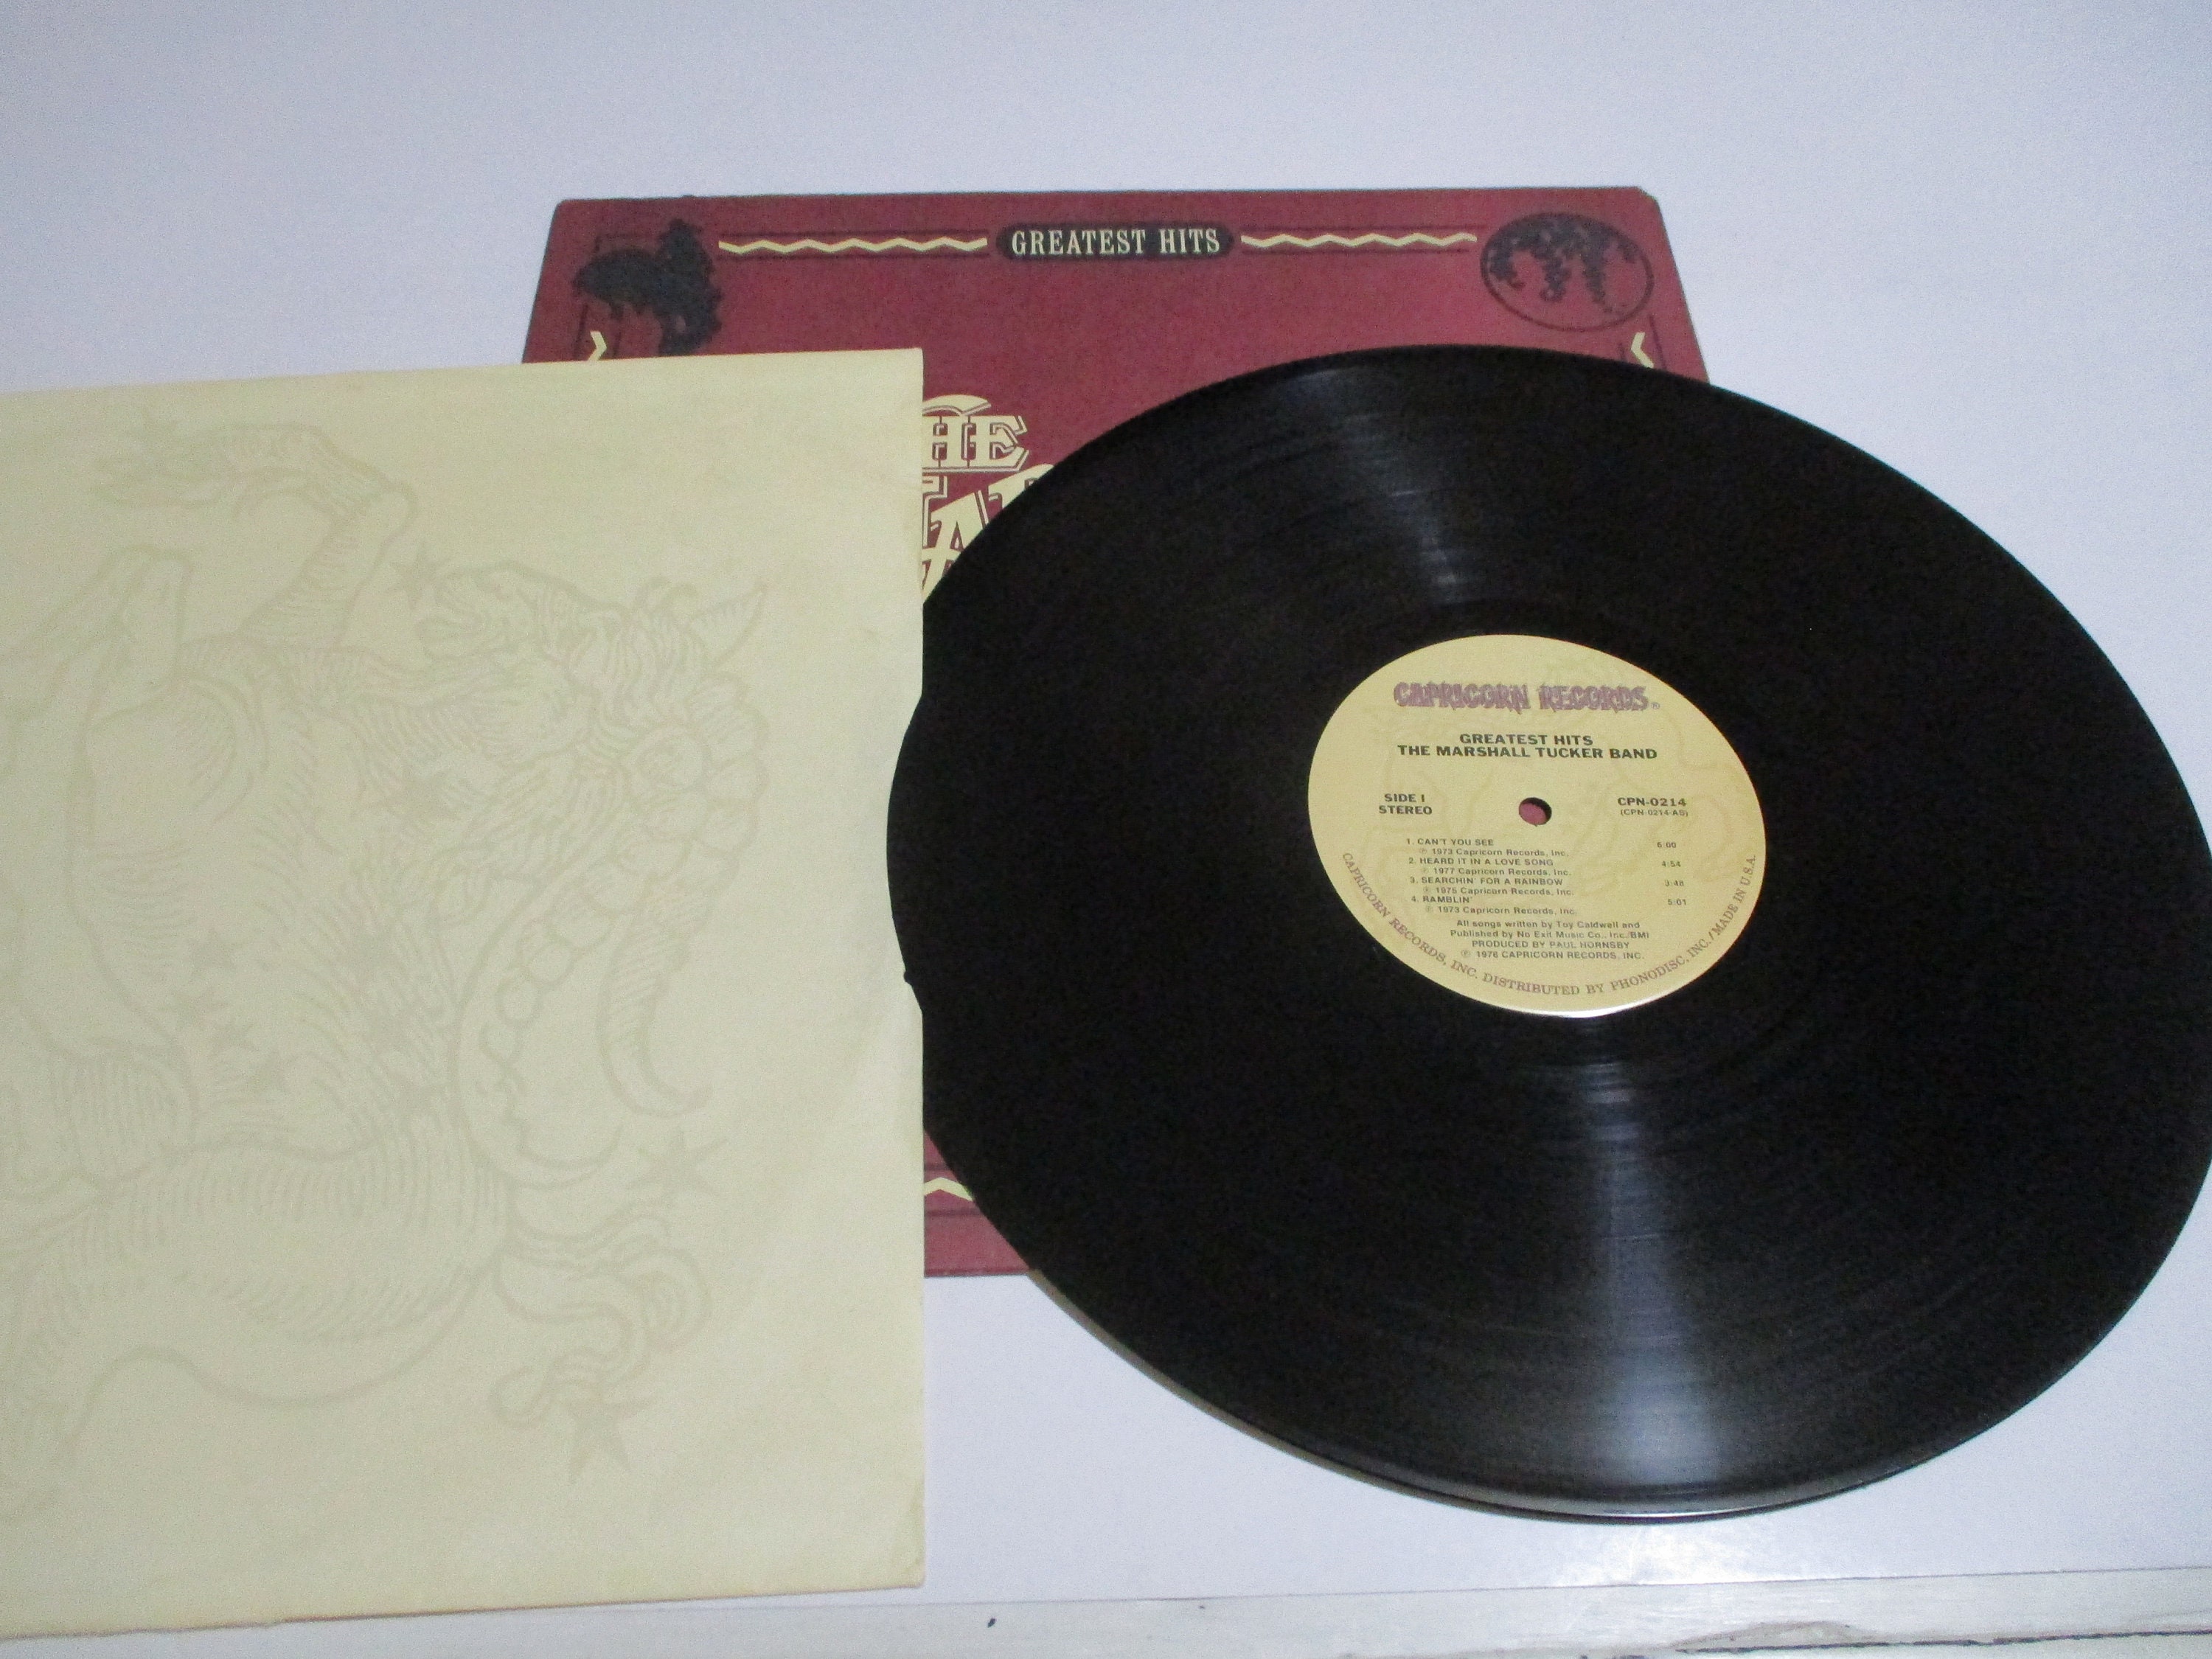 GREATEST HITS
HE
CAPRICORN RECORDS®
GREATEST HITS
THE MARSHALL TUCKER BAND
SIDE I
STEREO
CPN-0214
(CPN-0214-AS)
1. CAN'T YOU SEE 6:00
℗ 1973 Capricorn Records, Inc.
2. HEARD IT IN A LOVE SONG 4:54
℗ 1977 Capricorn Records, Inc.
3. SEARCHIN' FOR A RAINBOW 3:48
℗ 1975 Capricorn Records, Inc.
4. RAMBLIN' 5:01
℗ 1973 Capricorn Records, Inc.
All songs written by Toy Caldwell and
Published by No Exit Music Co., Inc./BMI
PRODUCED BY PAUL HORNSBY
℗ 1978 CAPRICORN RECORDS, INC.
CAPRICORN RECORDS, INC. DISTRIBUTED BY PHONODISC, INC./MADE IN U.S.A.